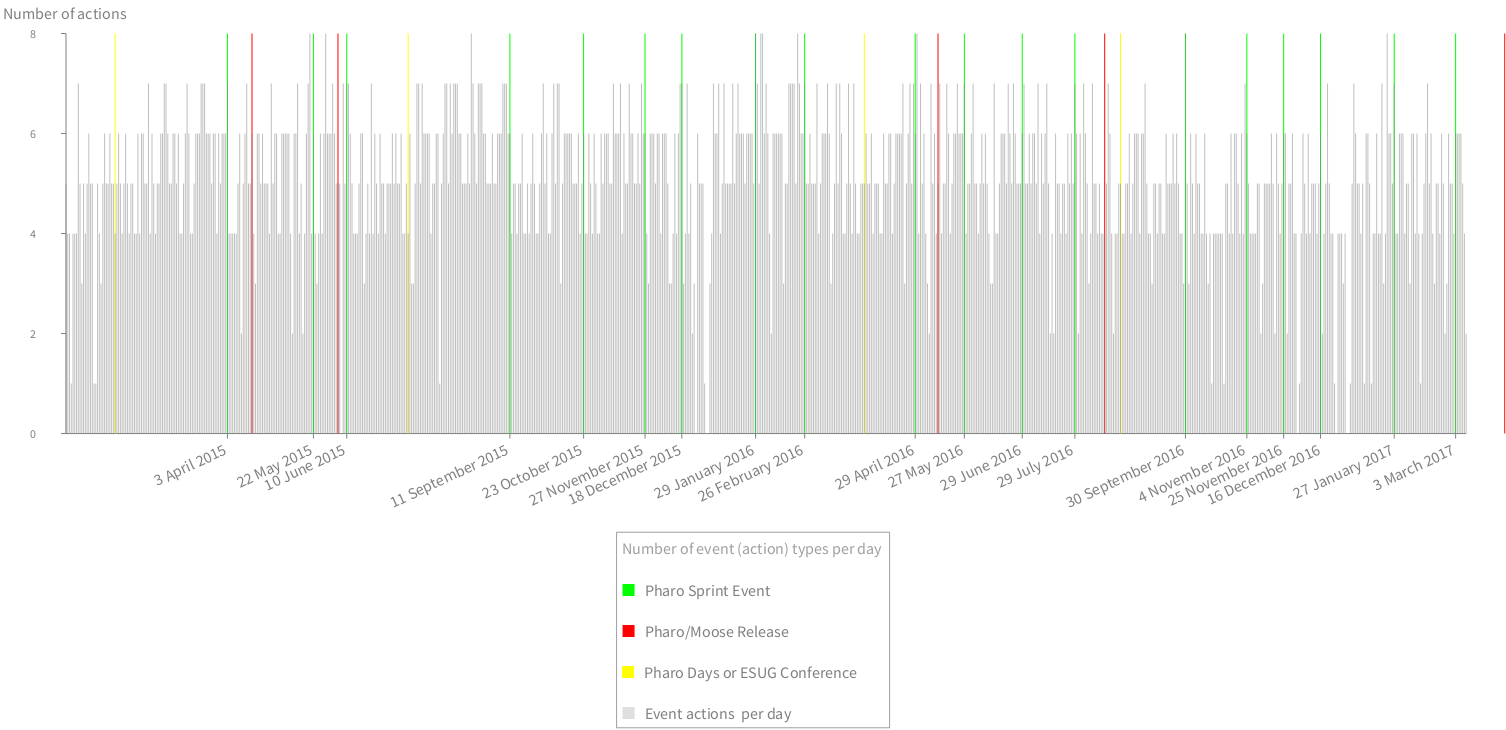 Number of actions
8
6
4
2
0
3 April 2015
22 May 2015
10 June 2015
11 September 2015
23 October 2015
27 November 2015
18 December 2015
29 January 2016
26 February 2016
29 April 2016
27 May 2016
29 June 2016
29 July 2016
30 September 2016
4 November 2016
25 November 2016
16 December 2016
27 January 2017
3 March 2017
Number of event (action) types per day
Pharo Sprint Event
Pharo/Moose Release
Pharo Days or ESUG Conference
Event actions per day